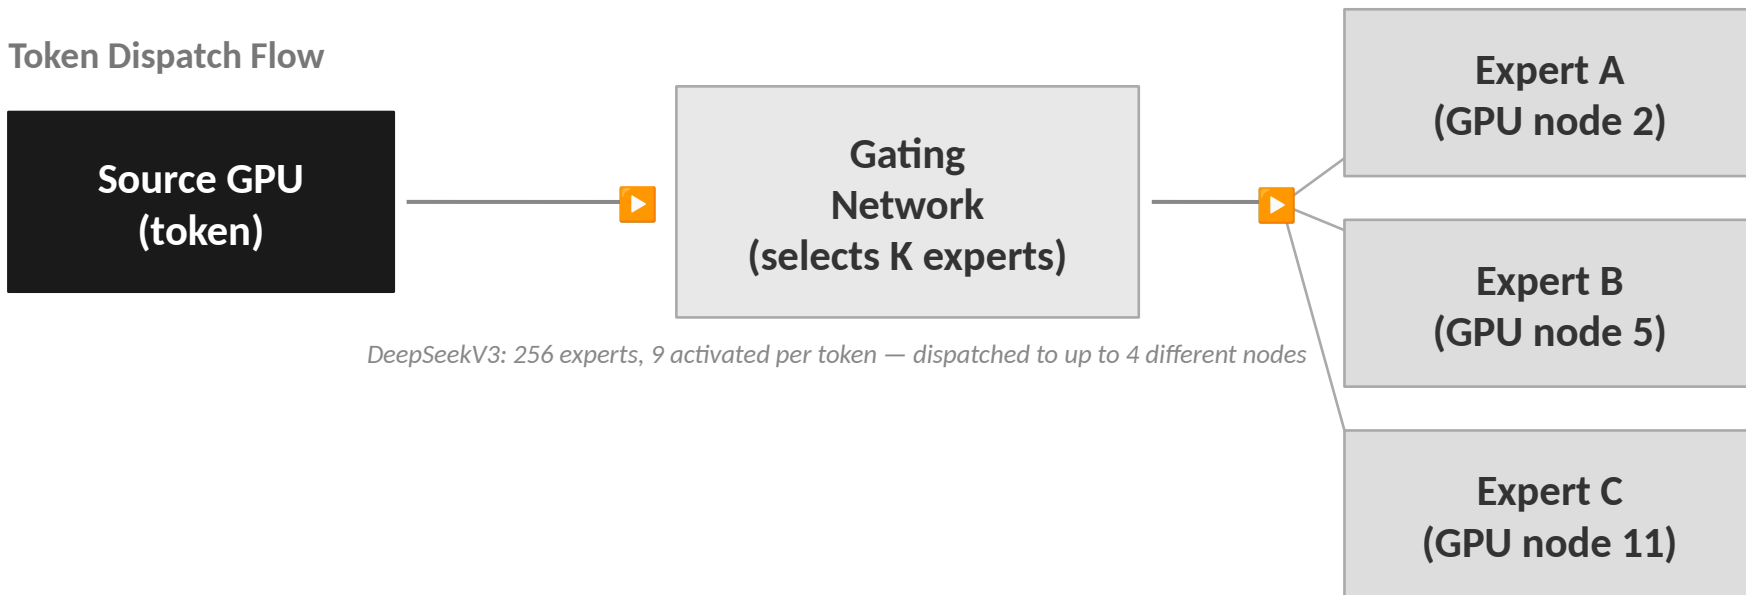 Token Dispatch Flow
Source GPU
(token)
Gating
Network
(selects K experts)
DeepSeekV3: 256 experts, 9 activated per token — dispatched to up to 4 different nodes
Expert A
(GPU node 2)
Expert B
(GPU node 5)
Expert C
(GPU node 11)